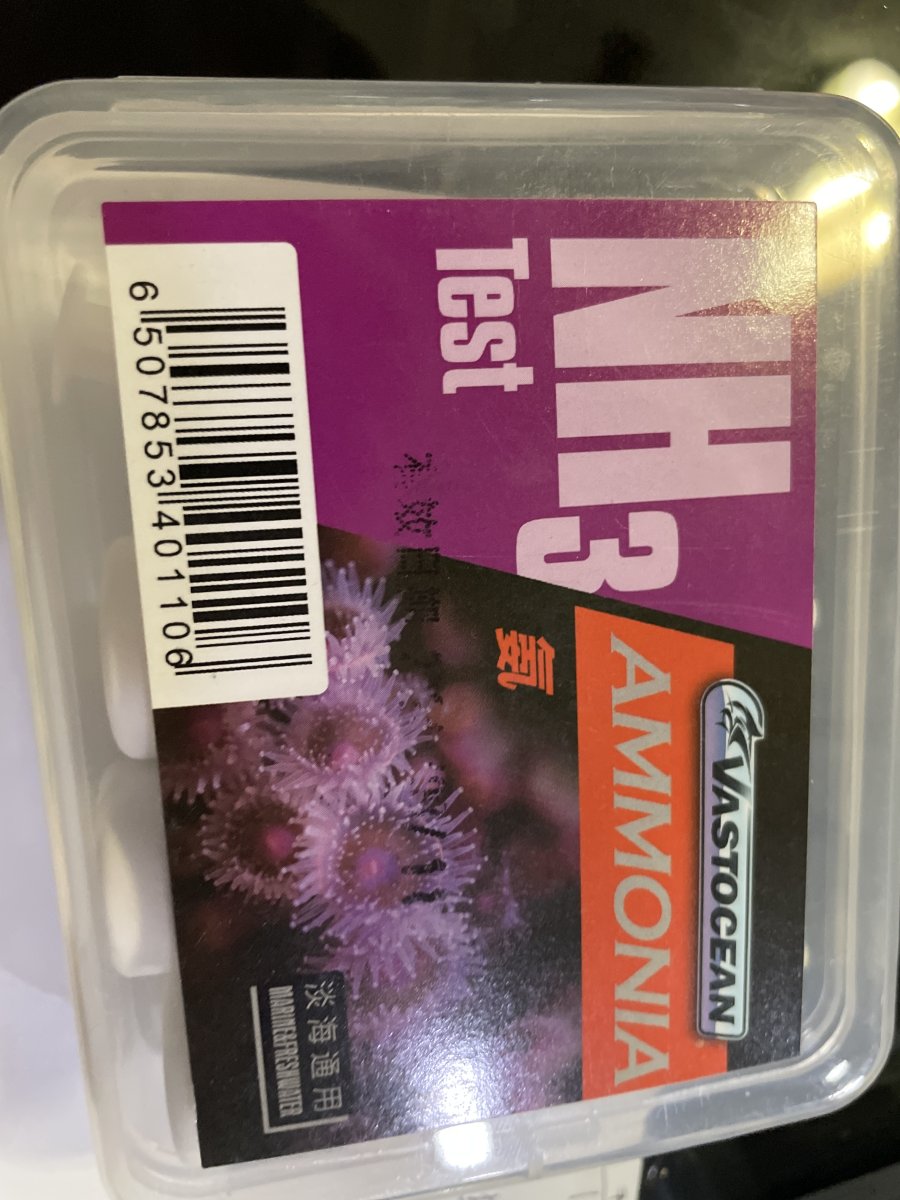 NH3
Test
VASTOCEAN
AMMONIA
氨
6 507853 401106
淡海通用
MARINE&FRESHWATER